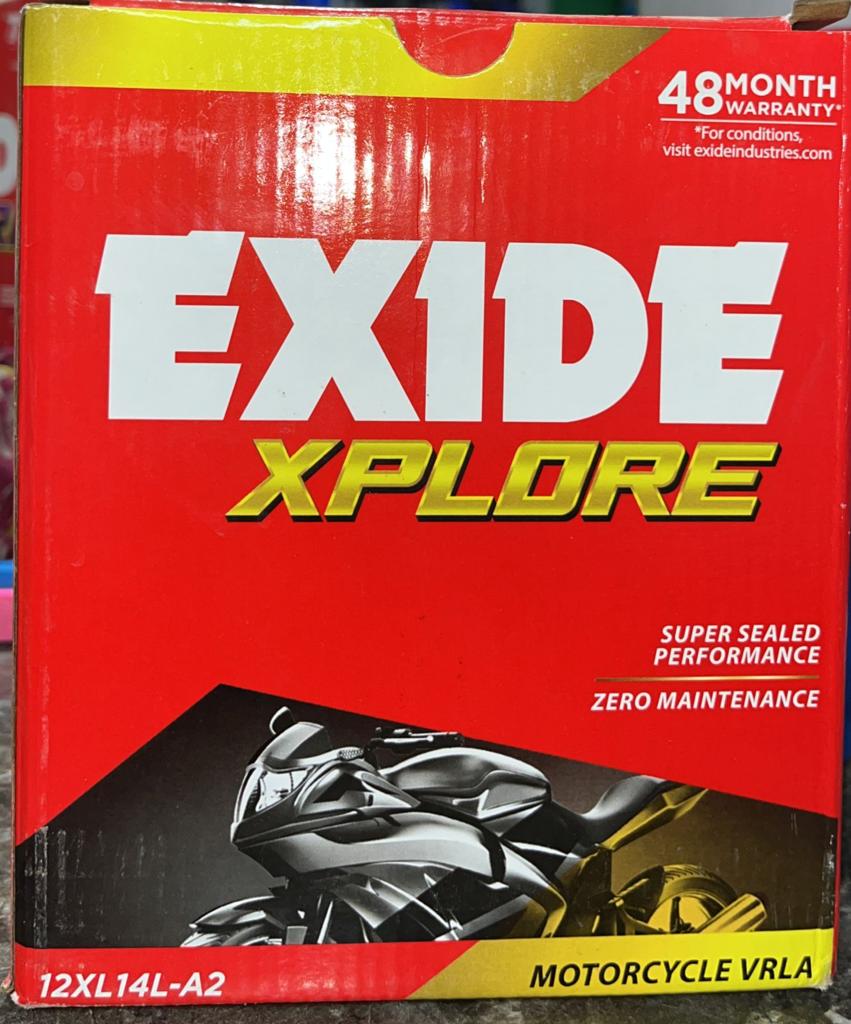 48 MONTH
WARRANTY*
*For conditions,
visit exideindustries.com
EXIDE
XPLORE
SUPER SEALED
PERFORMANCE
ZERO MAINTENANCE
12XL14L-A2
MOTORCYCLE VRLA